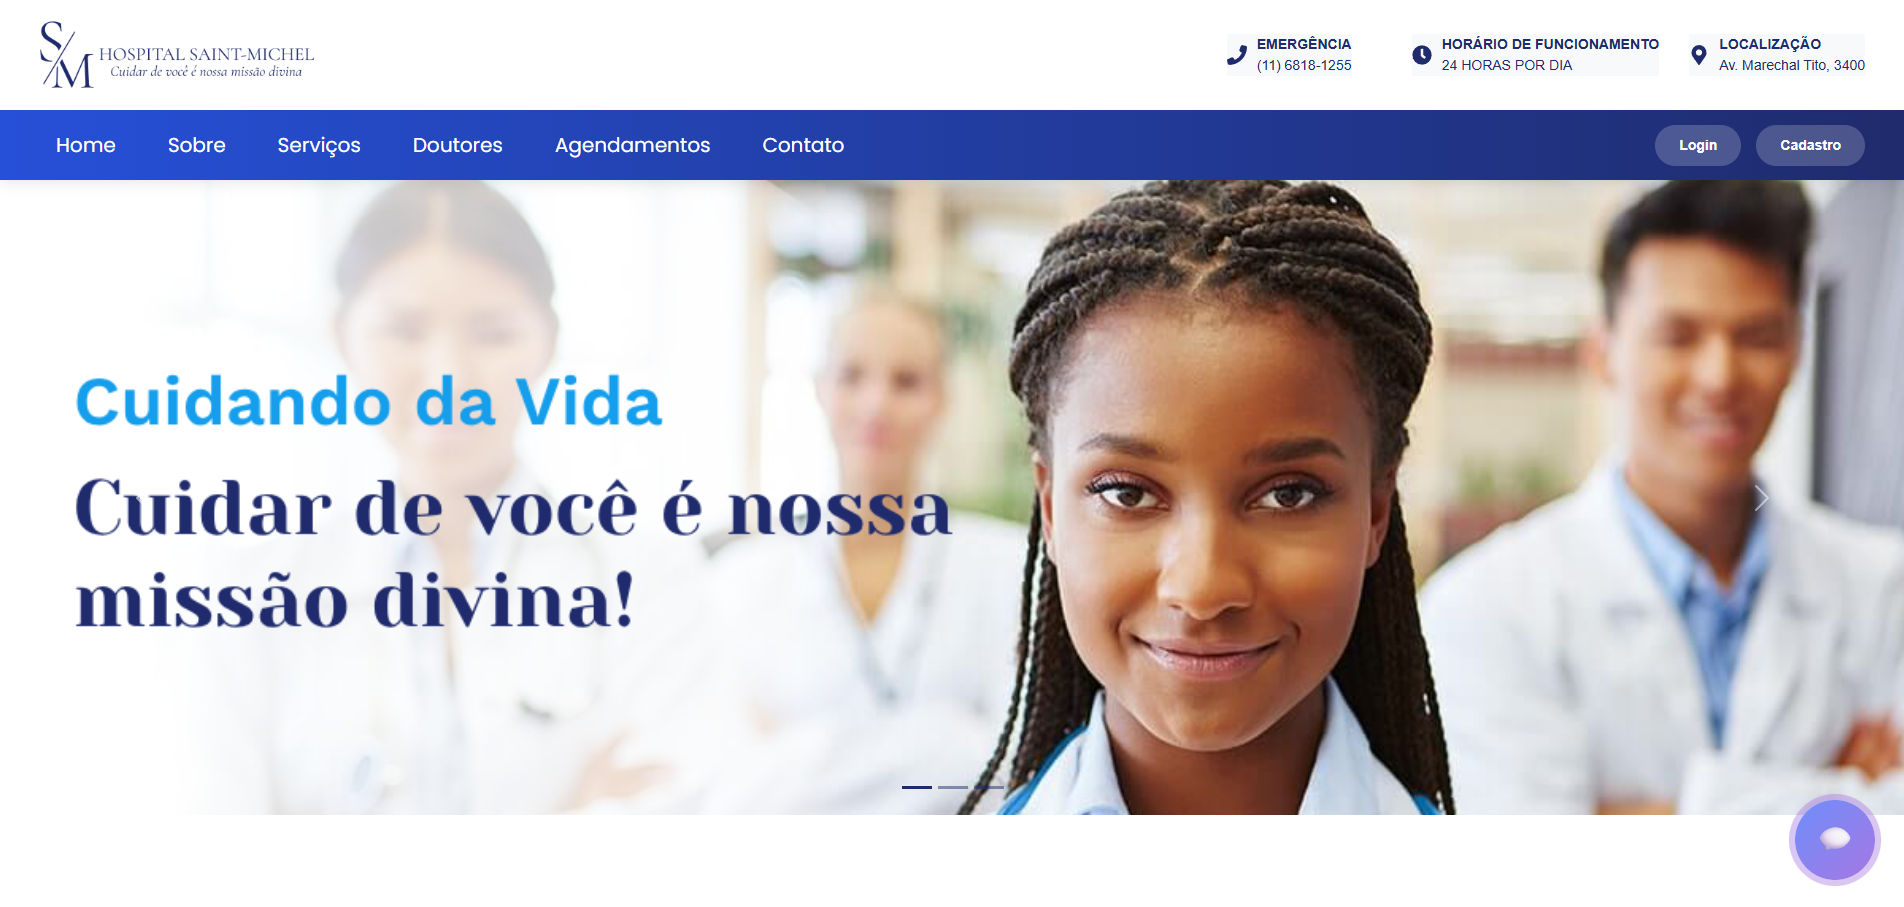 SM
HOSPITAL SAINT-MICHEL
Cuidar de você é nossa missão divina
EMERGÊNCIA
(11) 6818-1255
HORÁRIO DE FUNCIONAMENTO
24 HORAS POR DIA
LOCALIZAÇÃO
Av. Marechal Tito, 3400
Home Sobre Serviços Doutores Agendamentos Contato Login Cadastro
Cuidando da Vida
Cuidar de você é nossa
missão divina!